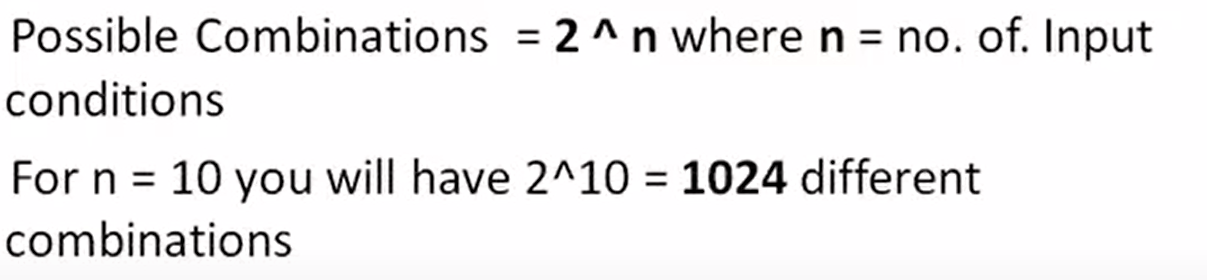 Possible Combinations = 2 ^ n where n = no. of. Input
conditions
For n = 10 you will have 2^10 = 1024 different
combinations